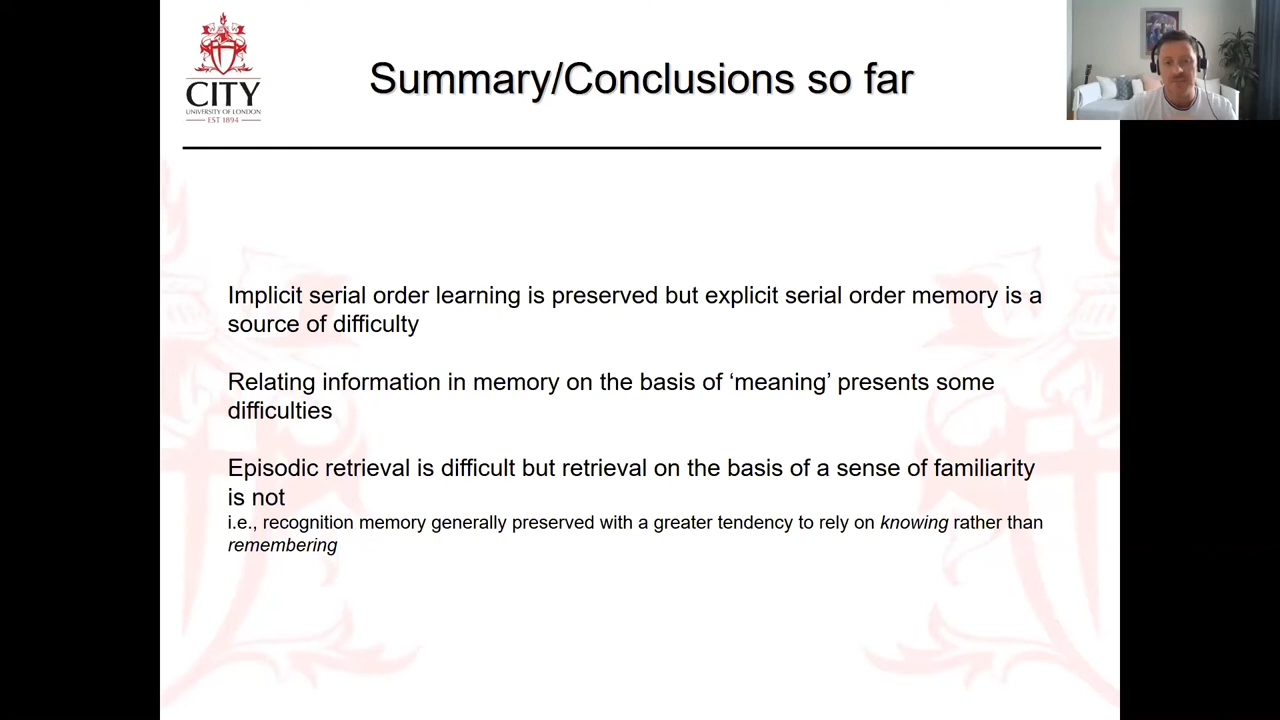 CITY
UNIVERSITY OF LONDON
EST 1894
Summary/Conclusions so far
Implicit serial order learning is preserved but explicit serial order memory is a
source of difficulty
Relating information in memory on the basis of ‘meaning’ presents some
difficulties
Episodic retrieval is difficult but retrieval on the basis of a sense of familiarity
is not
i.e., recognition memory generally preserved with a greater tendency to rely on knowing rather than
remembering